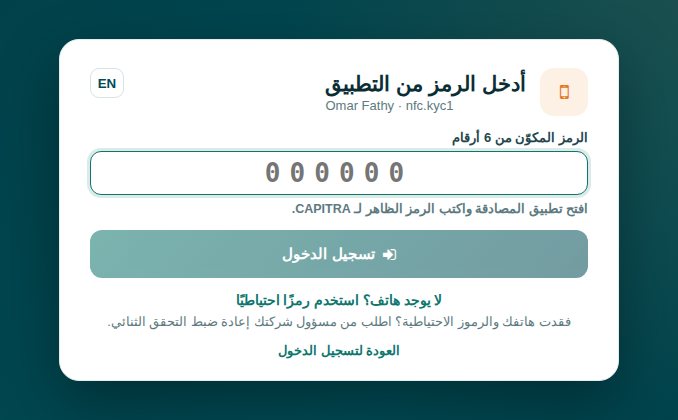 أدخل الرمز من التطبيق
Omar Fathy · nfc.kyc1
EN
الرمز المكوّن من 6 أرقام
000000
افتح تطبيق المصادقة واكتب الرمز الظاهر لـ CAPITRA.
تسجيل الدخول
لا يوجد هاتف؟ استخدم رمزًا احتياطيًا
فقدت هاتفك والرموز الاحتياطية؟ اطلب من مسؤول شركتك إعادة ضبط التحقق الثنائي.
العودة لتسجيل الدخول